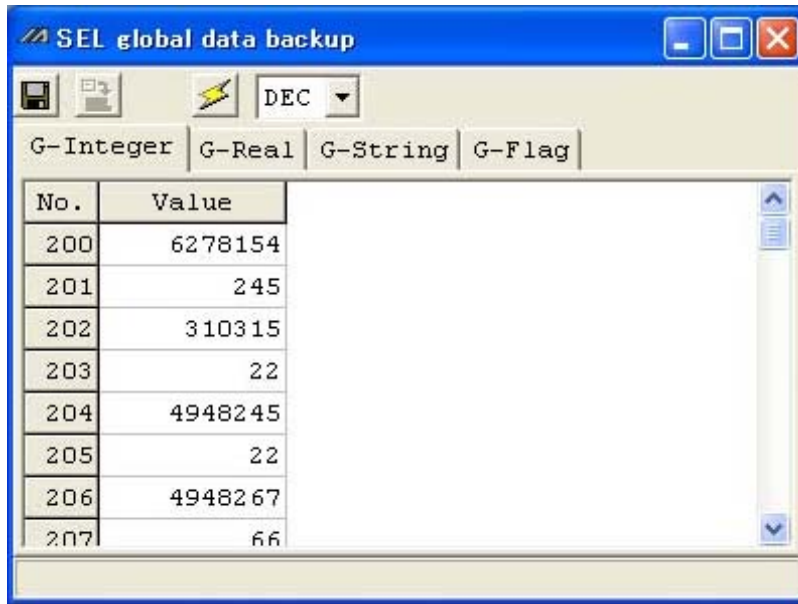 SEL global data backup
DEC
G-Integer G-Real G-String G-Flag
No. Value
200 6278154
201 245
202 310315
203 22
204 4948245
205 22
206 4948267
207 66